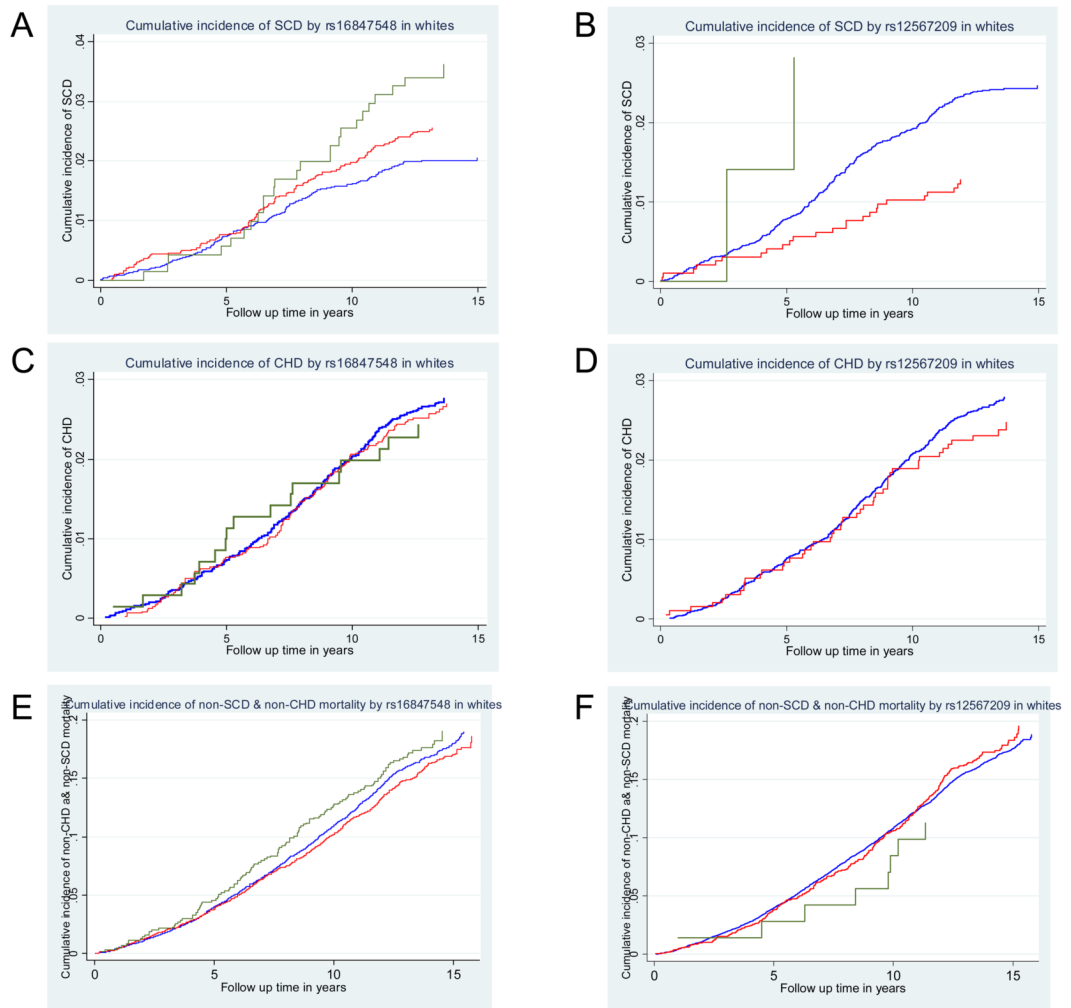 A
Cumulative incidence of SCD by rs16847548 in whites
Cumulative incidence of SCD
.04
.03
.02
.01
0
0 5 10 15
Follow up time in years
B
Cumulative incidence of SCD by rs12567209 in whites
Cumulative incidence of SCD
.03
.02
.01
0
0 5 10 15
Follow up time in years
C
Cumulative incidence of CHD by rs16847548 in whites
Cumulative incidence of CHD
.03
.02
.01
0
0 5 10 15
Follow up time in years
D
Cumulative incidence of CHD by rs12567209 in whites
Cumulative incidence of CHD
.03
.02
.01
0
0 5 10 15
Follow up time in years
E
Cumulative incidence of non-SCD & non-CHD mortality by rs16847548 in whites
Cumulative incidence of non-CHD a& non-SCD mortality
.2
.15
.1
.05
0
0 5 10 15
Follow up time in years
F
Cumulative incidence of non-SCD & non-CHD mortality by rs12567209 in whites
Cumulative incidence of non-CHD a& non-SCD mortality
.2
.15
.1
.05
0
0 5 10 15
Follow up time in years